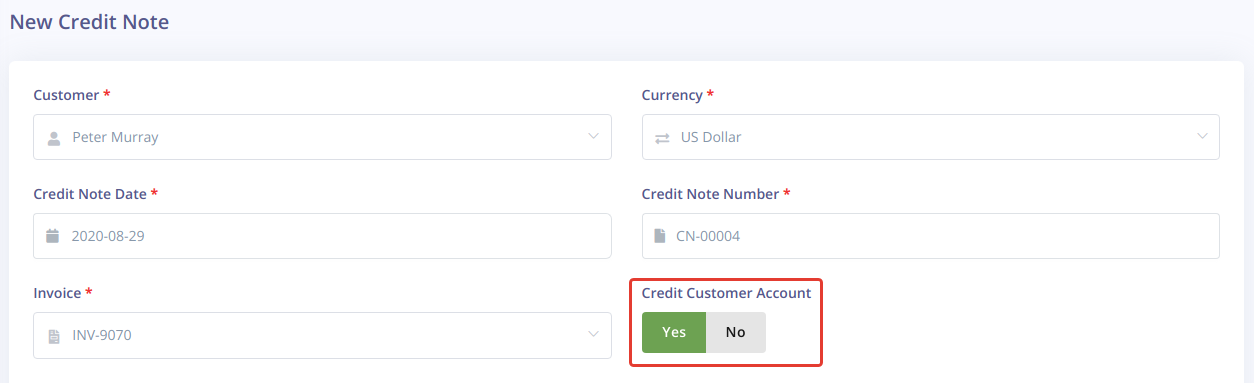 New Credit Note
Customer *
Currency *
Peter Murray
US Dollar
Credit Note Date *
Credit Note Number *
2020-08-29
CN-00004
Invoice *
Credit Customer Account
INV-9070
Yes
No